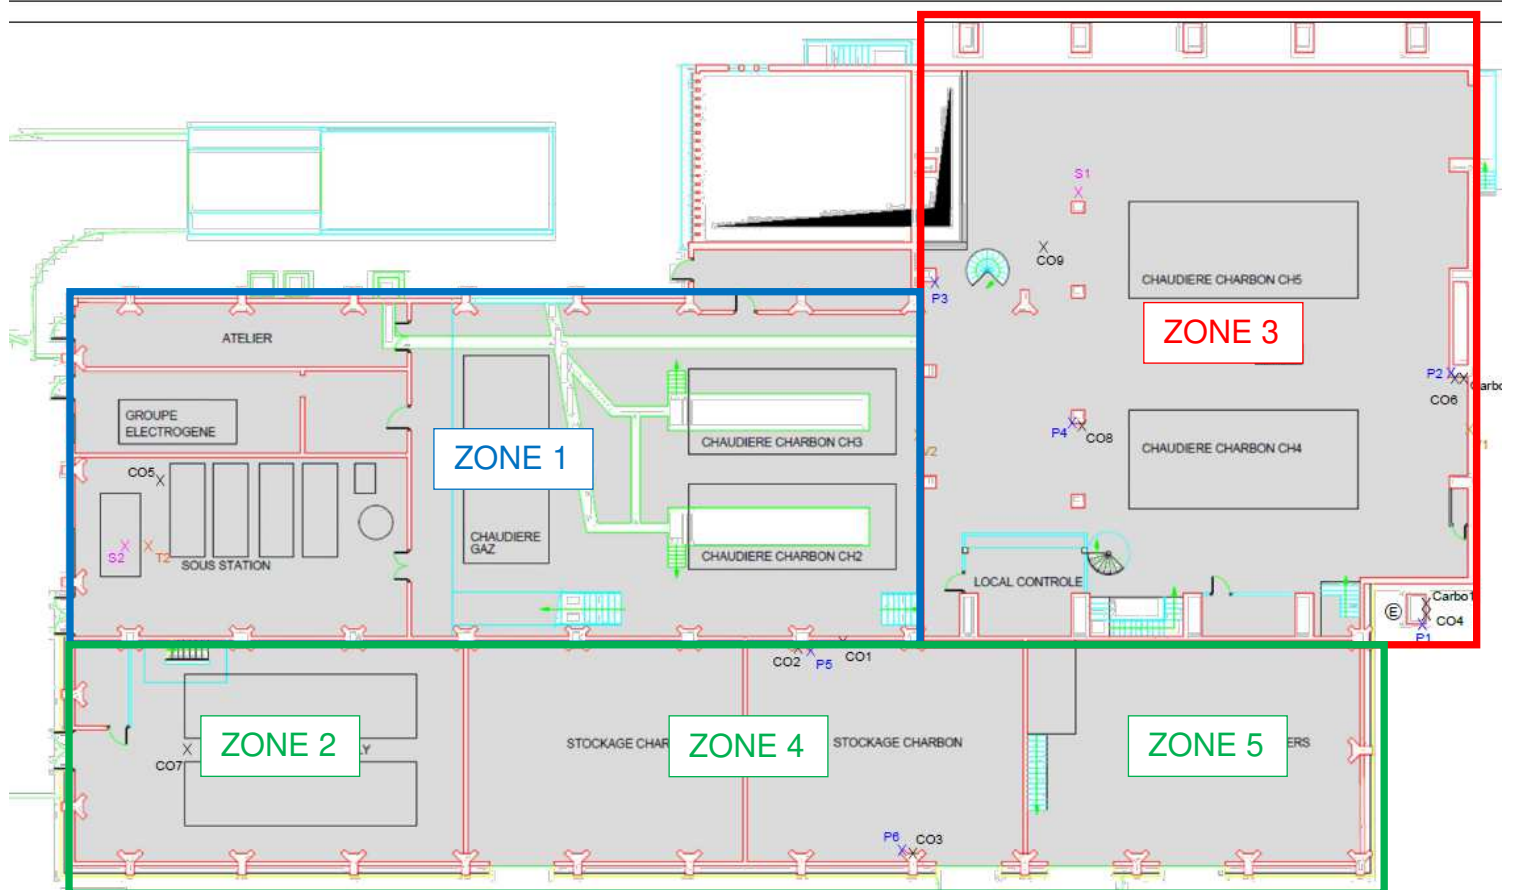 S1
CO9
P3
CHAUDIERE CHARBON CH5
ZONE 3
ATELIER
P2
CO6
GROUPE
ELECTROGENE
P4
CO8
CHAUDIERE CHARBON CH3
CHAUDIERE CHARBON CH4
ZONE 1
CO5
CHAUDIERE
GAZ
S2
T2
SOUS STATION
CHAUDIERE CHARBON CH2
LOCAL CONTROLE
Carbo1
E
CO4
P1
CO2
P5
CO1
ZONE 2
STOCKAGE CHAR
ZONE 4
STOCKAGE CHARBON
ZONE 5
ERS
LY
CO7
P6
CO3